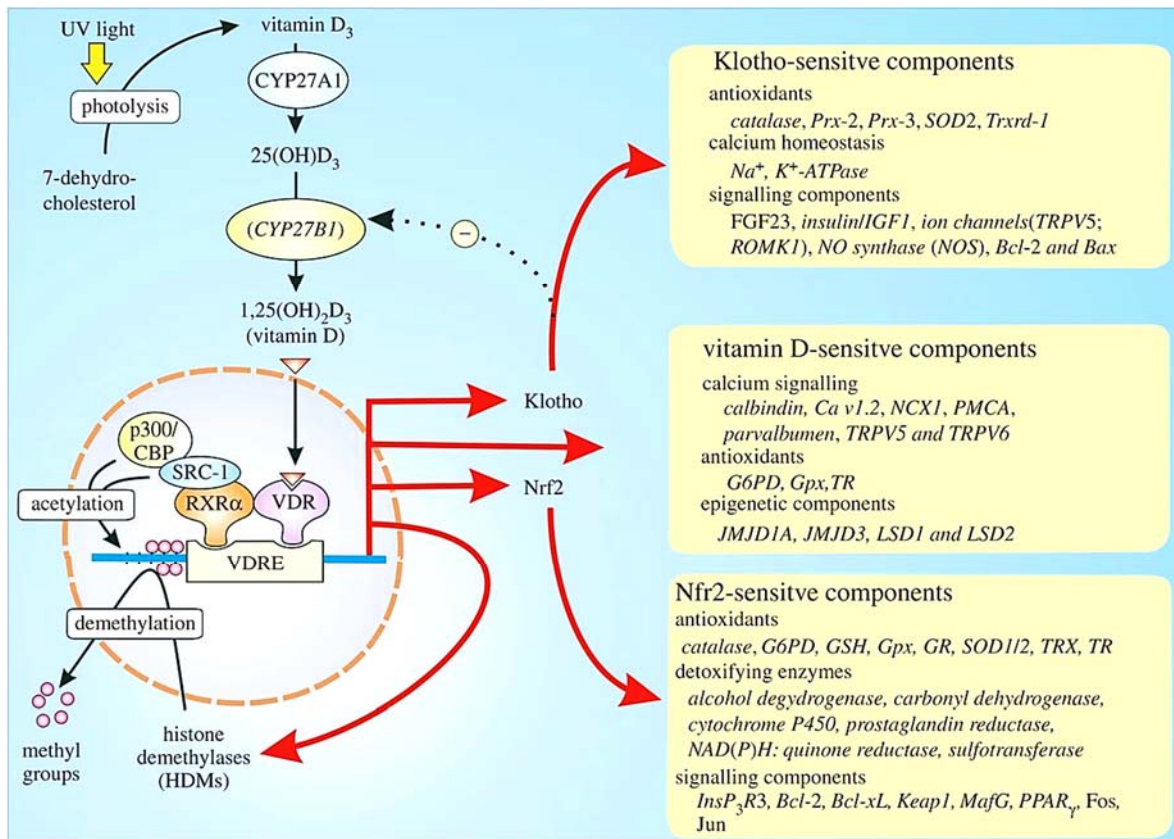 UV light
photolysis
7-dehydro-
cholesterol
vitamin D₃
CYP27A1
25(OH)D₃
(CYP27B1)
–
1,25(OH)₂D₃
(vitamin D)
p300/
CBP
SRC-1
acetylation
RXRα
VDR
VDRE
demethylation
methyl
groups
histone
demethylases
(HDMs)
Klotho
Nrf2
Klotho-sensitve components
antioxidants
catalase, Prx-2, Prx-3, SOD2, Trxrd-1
calcium homeostasis
Na⁺, K⁺-ATPase
signalling components
FGF23, insulin/IGF1, ion channels(TRPV5;
ROMK1), NO synthase (NOS), Bcl-2 and Bax
vitamin D-sensitve components
calcium signalling
calbindin, Ca v1.2, NCX1, PMCA,
parvalbumen, TRPV5 and TRPV6
antioxidants
G6PD, Gpx,TR
epigenetic components
JMJD1A, JMJD3, LSD1 and LSD2
Nfr2-sensitve components
antioxidants
catalase, G6PD, GSH, Gpx, GR, SOD1/2, TRX, TR
detoxifying enzymes
alcohol degydrogenase, carbonyl dehydrogenase,
cytochrome P450, prostaglandin reductase,
NAD(P)H: quinone reductase, sulfotransferase
signalling components
InsP₃R3, Bcl-2, Bcl-xL, Keap1, MafG, PPARᵧ, Fos,
Jun